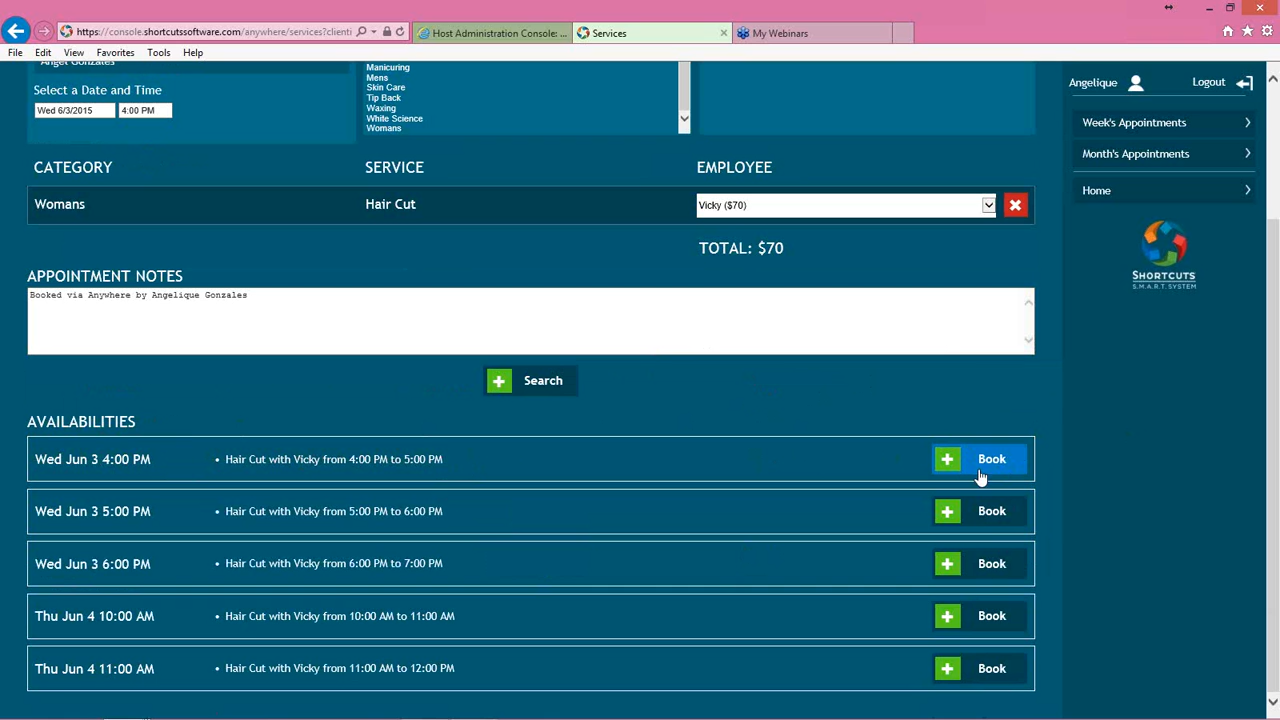 https://console.shortcutssoftware.com/anywhere/services?clienti
Host Administration Console: ...
Services
My Webinars
File Edit View Favorites Tools Help
Angel Gonzales
Select a Date and Time
Wed 6/3/2015 4:00 PM
Manicuring
Mens
Skin Care
Tip Back
Waxing
White Science
Womans
Angelique
Logout
Week's Appointments
Month's Appointments
Home
SHORTCUTS
S.M.A.R.T. SYSTEM
CATEGORY SERVICE EMPLOYEE
Womans Hair Cut Vicky ($70)
TOTAL: $70
APPOINTMENT NOTES
Booked via Anywhere by Angelique Gonzales
Search
AVAILABILITIES
Wed Jun 3 4:00 PM • Hair Cut with Vicky from 4:00 PM to 5:00 PM Book
Wed Jun 3 5:00 PM • Hair Cut with Vicky from 5:00 PM to 6:00 PM Book
Wed Jun 3 6:00 PM • Hair Cut with Vicky from 6:00 PM to 7:00 PM Book
Thu Jun 4 10:00 AM • Hair Cut with Vicky from 10:00 AM to 11:00 AM Book
Thu Jun 4 11:00 AM • Hair Cut with Vicky from 11:00 AM to 12:00 PM Book